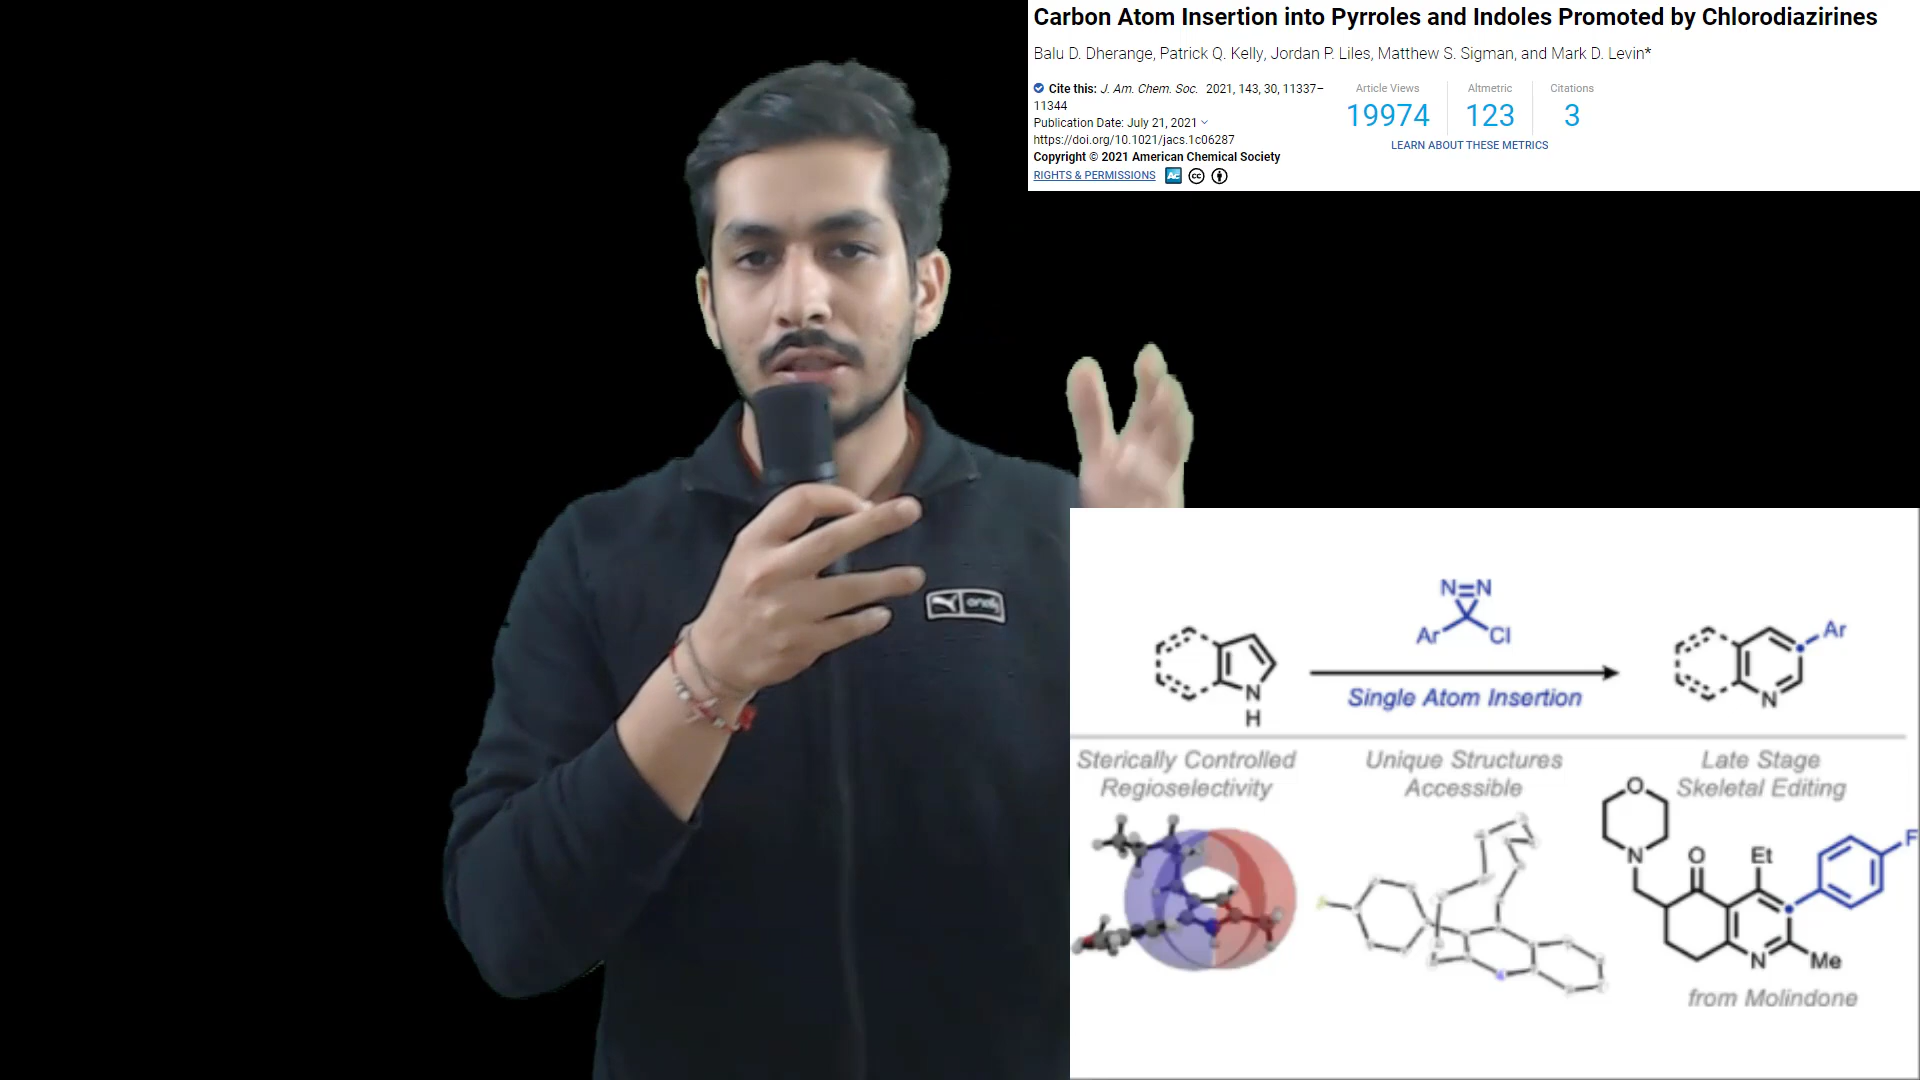 Carbon Atom Insertion into Pyrroles and Indoles Promoted by Chlorodiazirines
Balu D. Dherange, Patrick Q. Kelly, Jordan P. Liles, Matthew S. Sigman, and Mark D. Levin*
Cite this: J. Am. Chem. Soc. 2021, 143, 30, 11337–
11344
Publication Date: July 21, 2021
https://doi.org/10.1021/jacs.1c06287
Copyright © 2021 American Chemical Society
RIGHTS & PERMISSIONS
Article Views
19974
Altmetric
123
Citations
3
LEARN ABOUT THESE METRICS
N=N
Ar
Cl
N
H
Single Atom Insertion
Ar
N
Sterically Controlled
Regioselectivity
Unique Structures
Accessible
Late Stage
Skeletal Editing
O
N
O
Et
F
N
Me
from Molindone